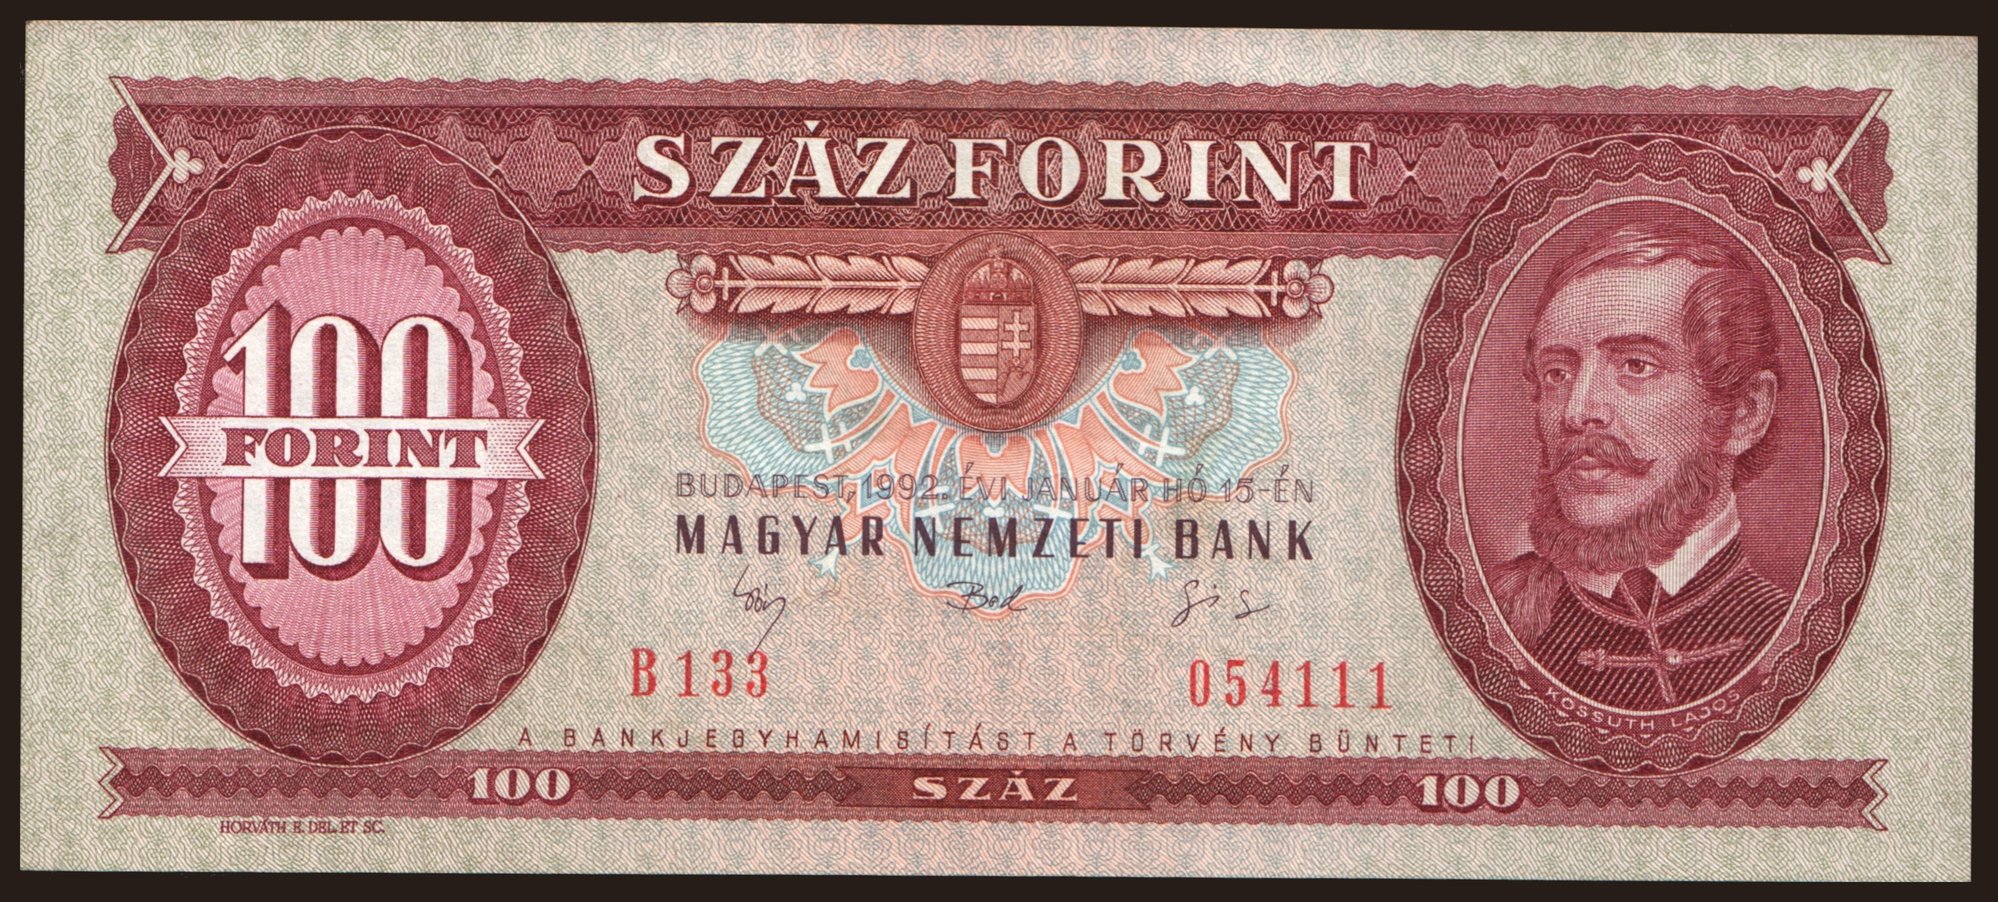 SZÁZ FORINT
100
FORINT
BUDAPEST, 1992. ÉVI JANUÁR HÓ 15-ÉN
MAGYAR NEMZETI BANK
B 133
054111
KOSSUTH LAJOS
A BANKJEGYHAMISÍTÁST A TÖRVÉNY BÜNTETI
100
SZÁZ
100
HORVÁTH E. DEL. ET SC.